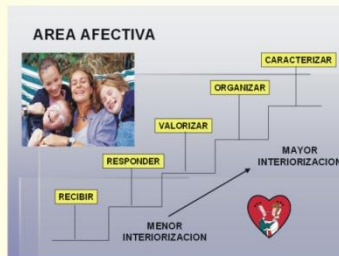 AREA AFECTIVA
CARACTERIZAR
ORGANIZAR
VALORIZAR
RESPONDER
RECIBIR
MAYOR
INTERIORIZACION
MENOR
INTERIORIZACION